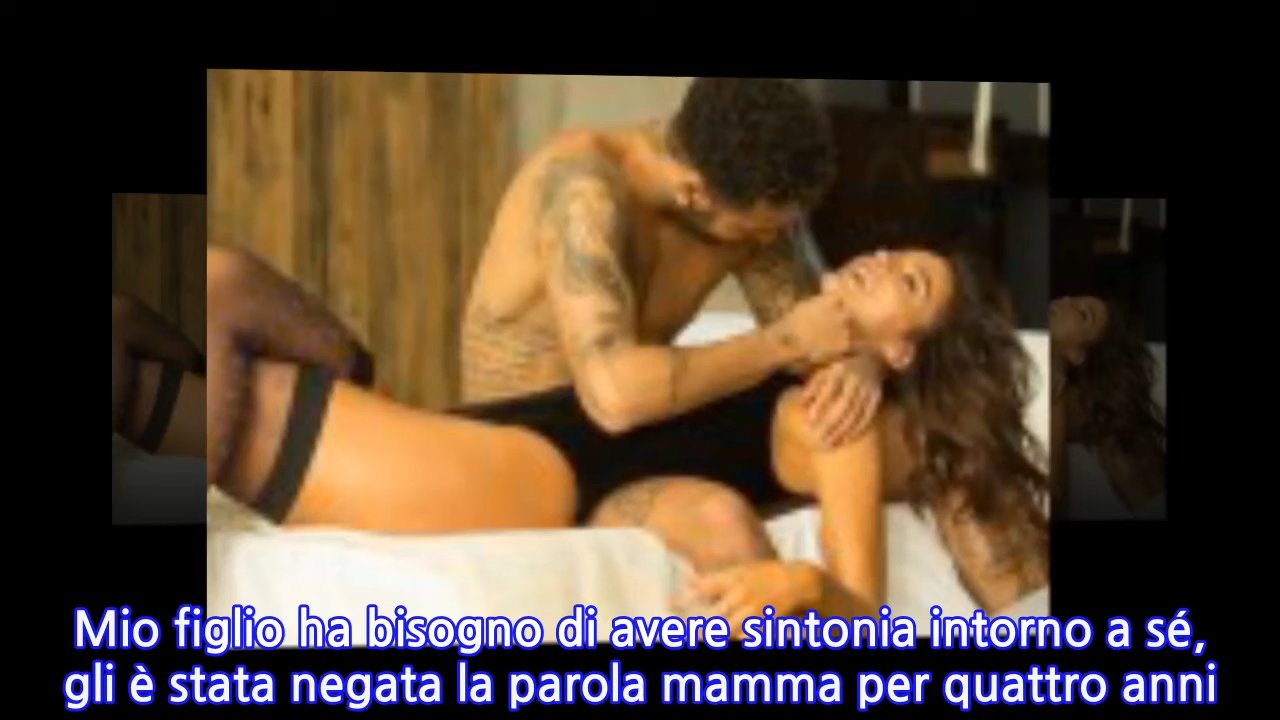 Mio figlio ha bisogno di avere sintonia intorno a sé,
gli è stata negata la parola mamma per quattro anni